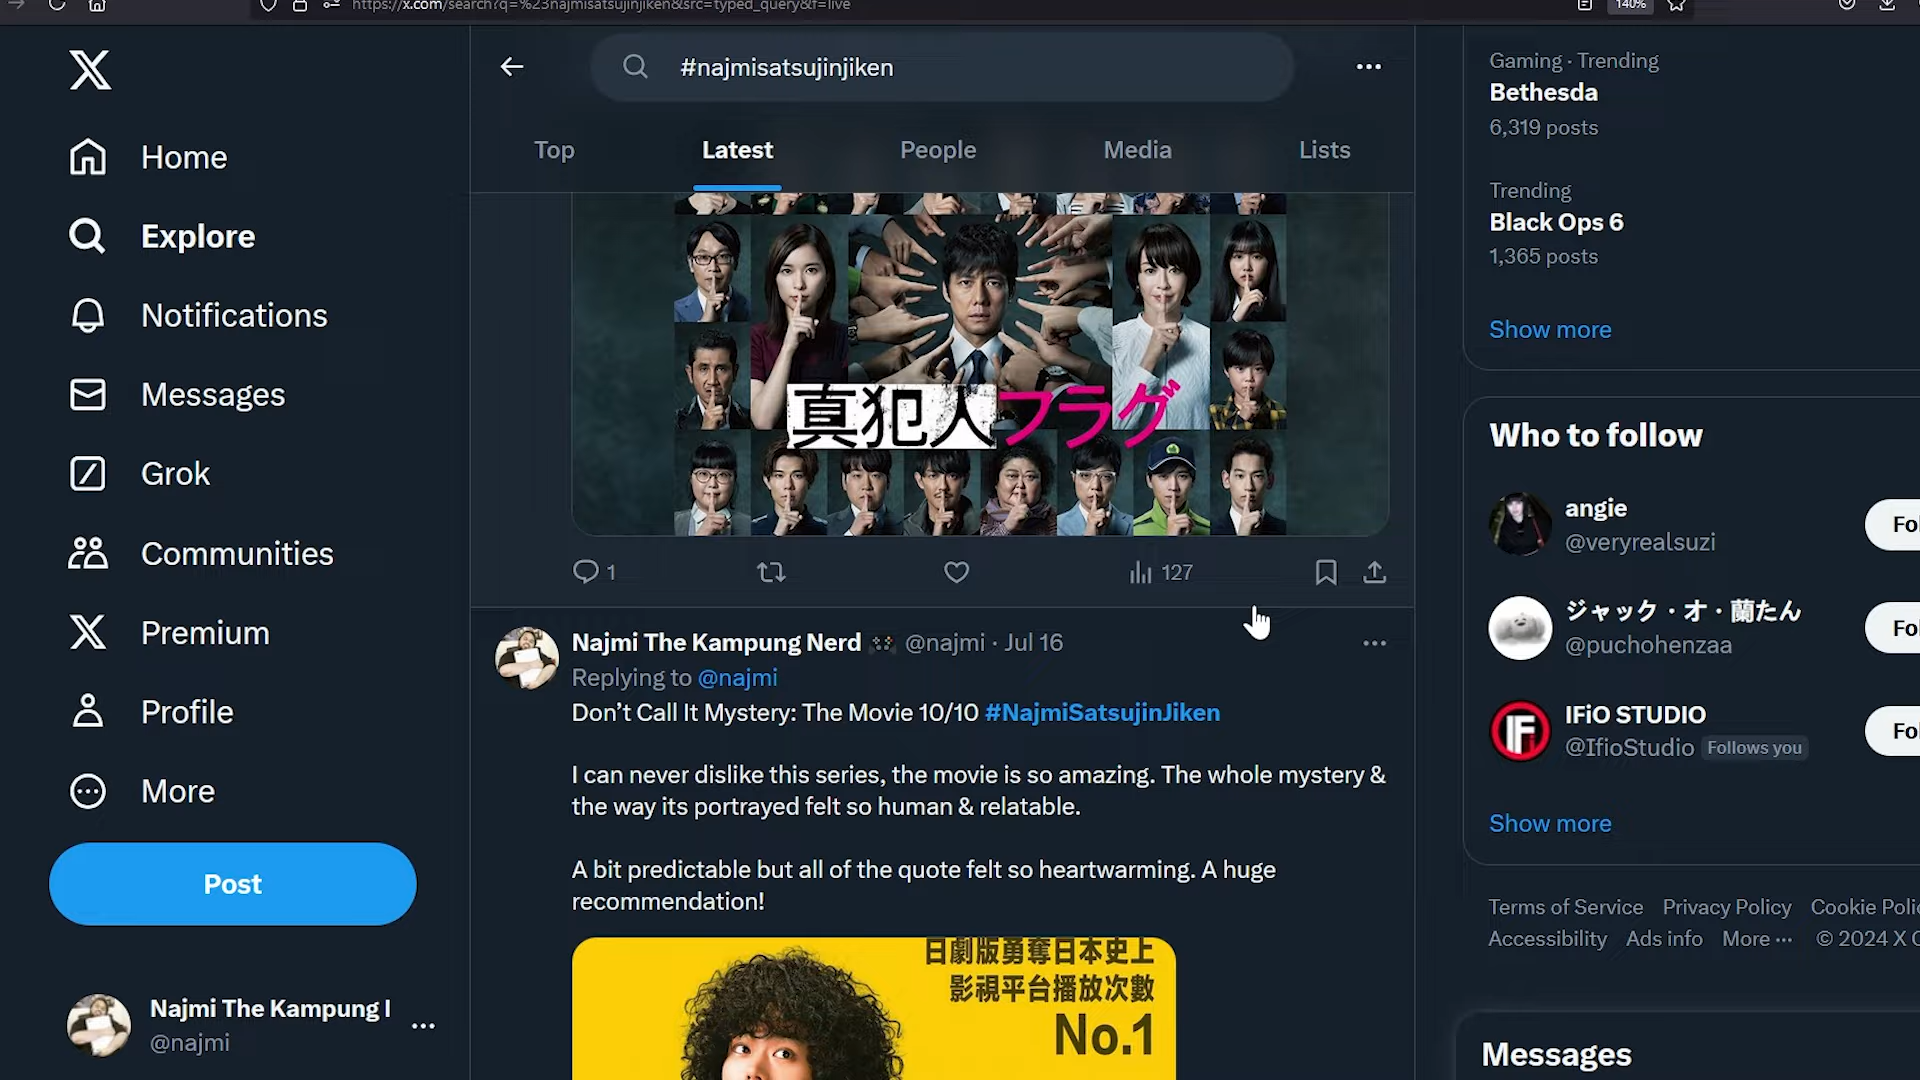 https://x.com/search?q=%23najmisatsujinjiken&src=typed_query&f=live
140%
#najmisatsujinjiken
Top
Latest
People
Media
Lists
Home
Explore
Notifications
Messages
Grok
Communities
Premium
Profile
More
Post
Najmi The Kampung
@najmi
真犯人フラグ
1
127
Najmi The Kampung Nerd @najmi · Jul 16
Replying to @najmi
Don’t Call It Mystery: The Movie 10/10 #NajmiSatsujinJiken
I can never dislike this series, the movie is so amazing. The whole mystery &
the way its portrayed felt so human & relatable.
A bit predictable but all of the quote felt so heartwarming. A huge
recommendation!
日劇版勇奪日本史上
影視平台播放次數
No.1
Gaming · Trending
Bethesda
6,319 posts
Trending
Black Ops 6
1,365 posts
Show more
Who to follow
angie
@veryrealsuzi
Fo
ジャック・オ・蘭たん
@puchohenzaa
Fo
IFiO STUDIO
@IfioStudio Follows you
Fo
Show more
Terms of Service Privacy Policy Cookie Polic
Accessibility Ads info More ··· © 2024 X C
Messages